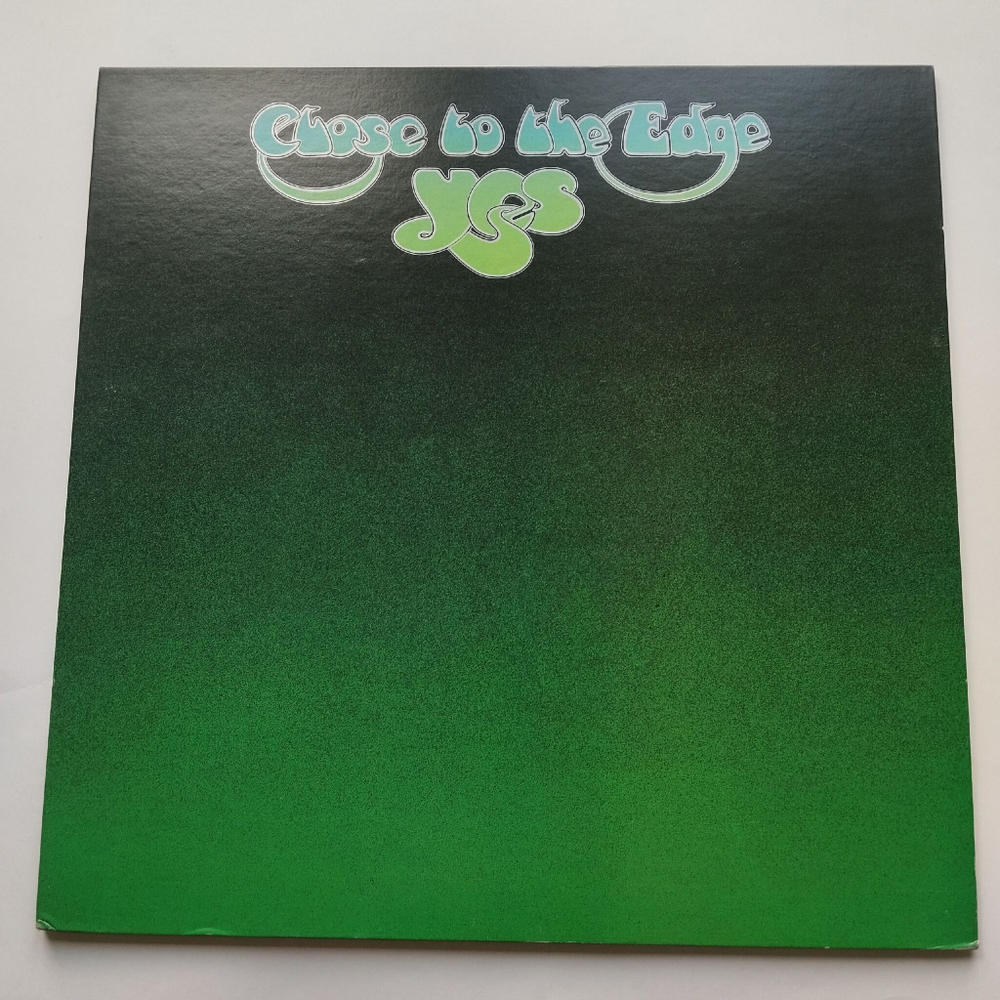 Close to the Edge
yes